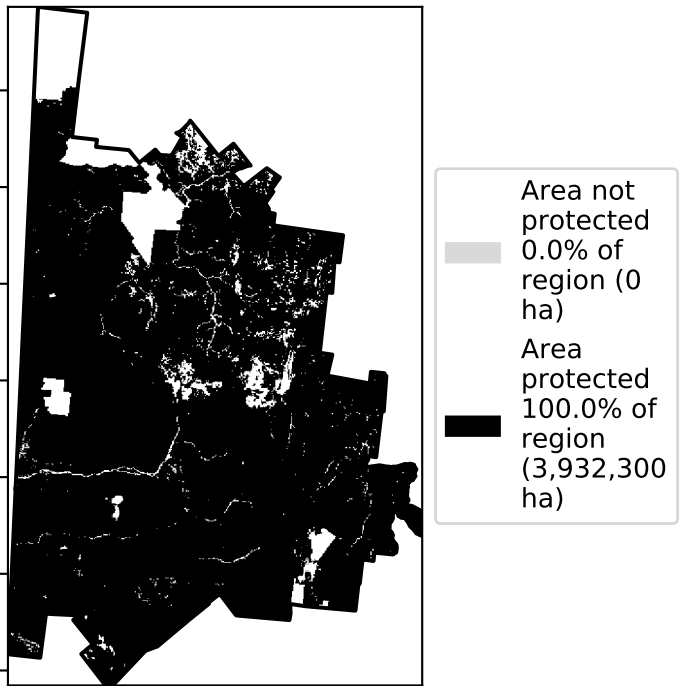 Area not
protected
0.0% of
region (0
ha)
Area
protected
100.0% of
region
(3,932,300
ha)